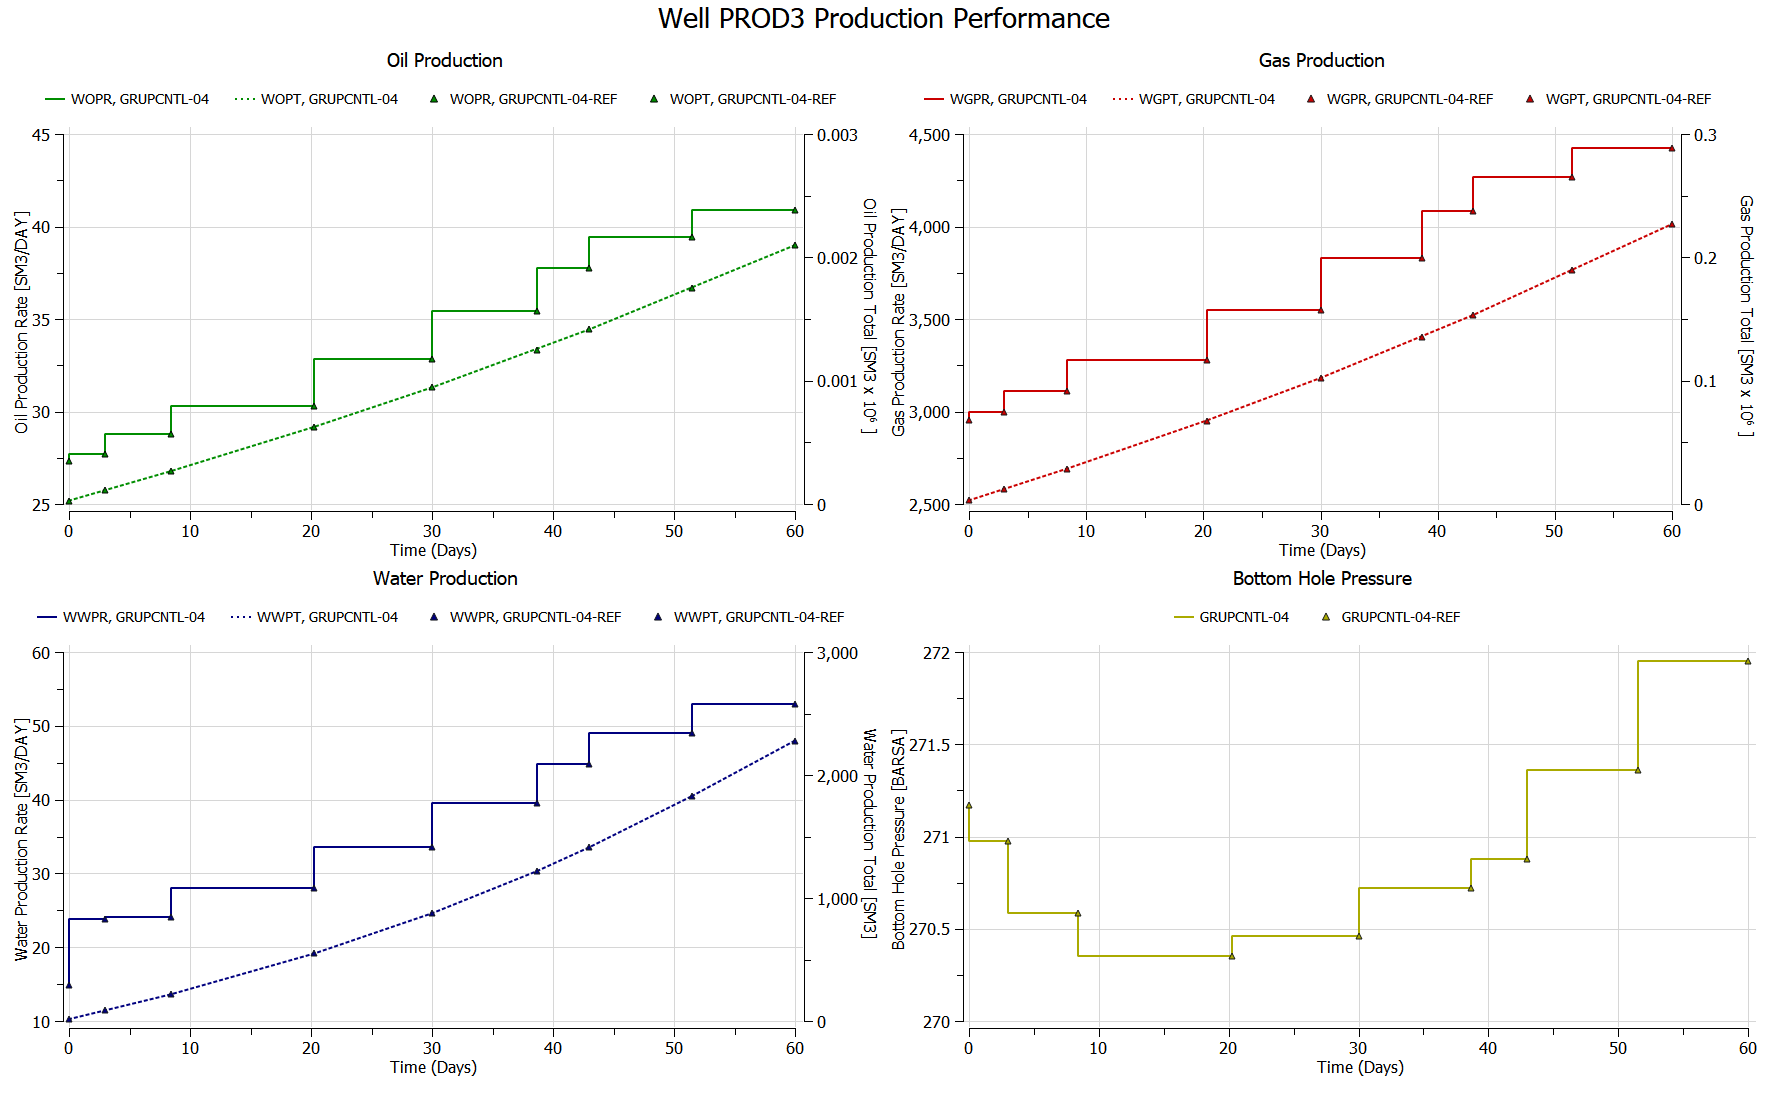 Well PROD3 Production Performance
Oil Production
WOPR, GRUPCNTL-04 WOPT, GRUPCNTL-04 WOPR, GRUPCNTL-04-REF WOPT, GRUPCNTL-04-REF
45
40
35
30
25
Oil Production Rate [SM3/DAY]
0.003
0.002
0.001
0
Oil Production Total [SM3 x 10⁶ ]
0 10 20 30 40 50 60
Time (Days)
Gas Production
WGPR, GRUPCNTL-04 WGPT, GRUPCNTL-04 WGPR, GRUPCNTL-04-REF WGPT, GRUPCNTL-04-REF
4,500
4,000
3,500
3,000
2,500
Gas Production Rate [SM3/DAY]
0.3
0.2
0.1
0
Gas Production Total [SM3 x 10⁶ ]
0 10 20 30 40 50 60
Time (Days)
Water Production
WWPR, GRUPCNTL-04 WWPT, GRUPCNTL-04 WWPR, GRUPCNTL-04-REF WWPT, GRUPCNTL-04-REF
60
50
40
30
20
10
Water Production Rate [SM3/DAY]
3,000
2,000
1,000
0
Water Production Total [SM3]
0 10 20 30 40 50 60
Time (Days)
Bottom Hole Pressure
GRUPCNTL-04 GRUPCNTL-04-REF
272
271.5
271
270.5
270
Bottom Hole Pressure [BARSA]
0 10 20 30 40 50 60
Time (Days)